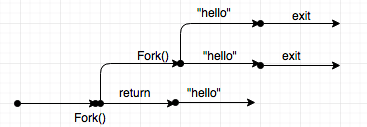 "hello" exit
Fork() "hello" exit
return "hello"
Fork()